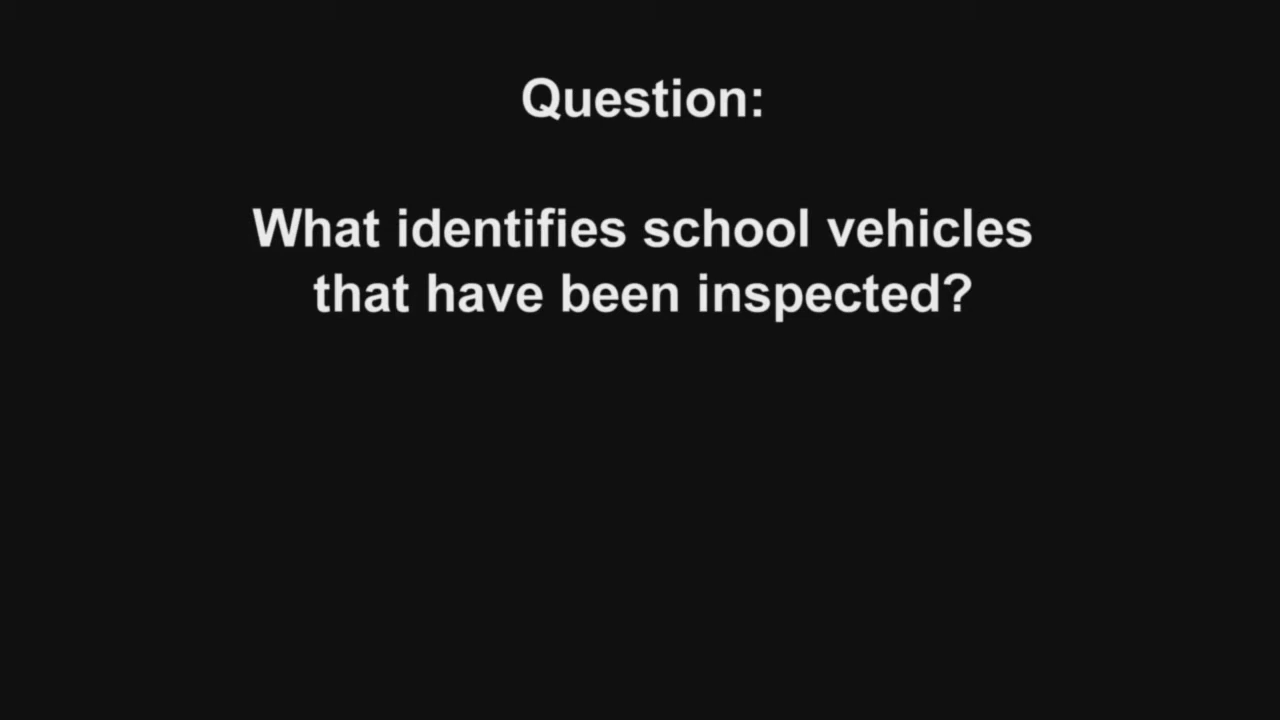 Question:
What identifies school vehicles
that have been inspected?